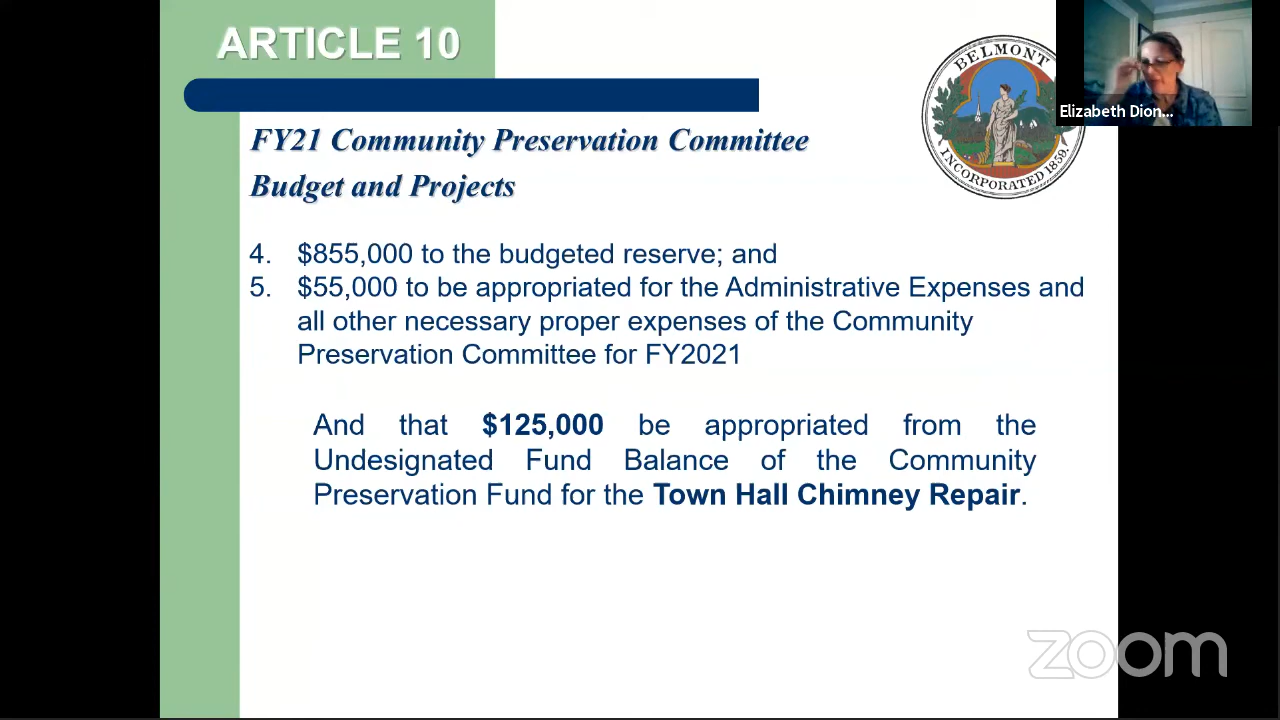 ARTICLE 10
BELMONT
INCORPORATED 1859.
Elizabeth Dion...
FY21 Community Preservation Committee
Budget and Projects
4. $855,000 to the budgeted reserve; and
5. $55,000 to be appropriated for the Administrative Expenses and
all other necessary proper expenses of the Community
Preservation Committee for FY2021
And that $125,000 be appropriated from the
Undesignated Fund Balance of the Community
Preservation Fund for the Town Hall Chimney Repair.
zoom